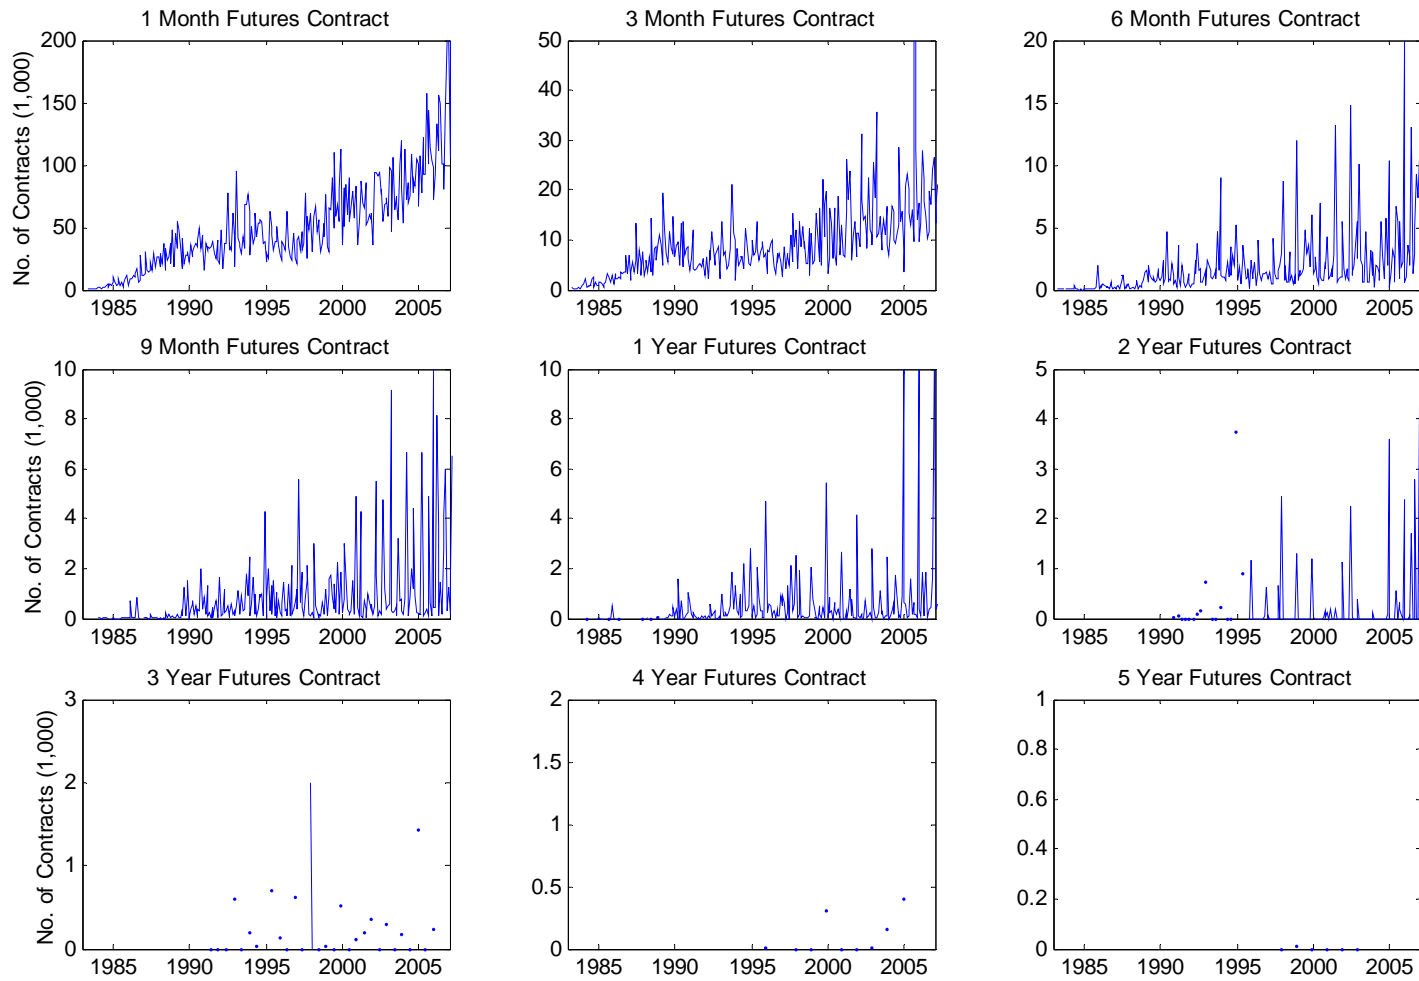 1 Month Futures Contract
3 Month Futures Contract
6 Month Futures Contract
No. of Contracts (1,000)
200
150
100
50
0
1985 1990 1995 2000 2005
50
40
30
20
10
0
1985 1990 1995 2000 2005
20
15
10
5
0
1985 1990 1995 2000 2005
9 Month Futures Contract
1 Year Futures Contract
2 Year Futures Contract
No. of Contracts (1,000)
10
8
6
4
2
0
1985 1990 1995 2000 2005
10
8
6
4
2
0
1985 1990 1995 2000 2005
5
4
3
2
1
0
1985 1990 1995 2000 2005
3 Year Futures Contract
4 Year Futures Contract
5 Year Futures Contract
No. of Contracts (1,000)
3
2
1
0
1985 1990 1995 2000 2005
2
1.5
1
0.5
0
1985 1990 1995 2000 2005
1
0.8
0.6
0.4
0.2
0
1985 1990 1995 2000 2005